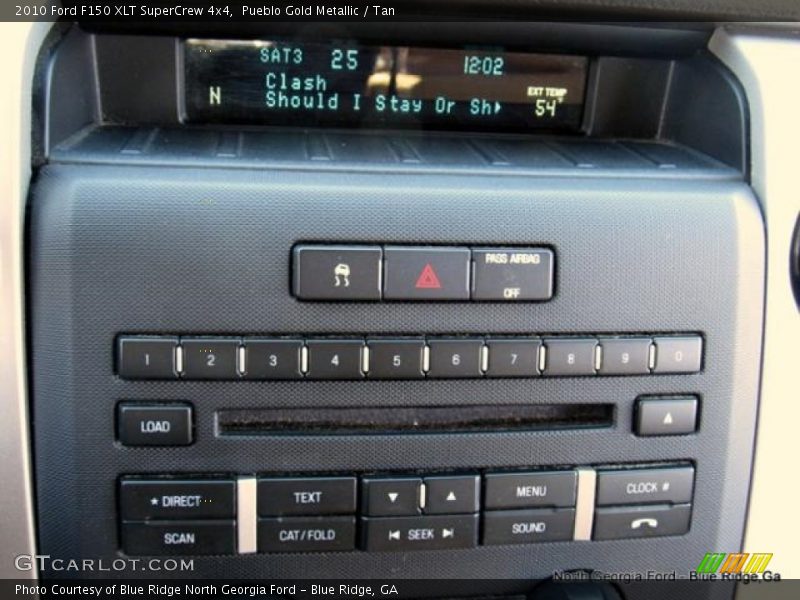 2010 Ford F150 XLT SuperCrew 4x4, Pueblo Gold Metallic / Tan
SAT3 25 12:02
Clash
N Should I Stay Or Sh
EXT TEMP
54°
PASS AIRBAG
OFF
1 2 3 4 5 6 7 8 9 0
LOAD
* DIRECT TEXT MENU CLOCK #
SCAN CAT/FOLD SEEK SOUND
GTCARLOT.COM
North Georgia Ford - Blue Ridge,Ga
Photo Courtesy of Blue Ridge North Georgia Ford - Blue Ridge, GA